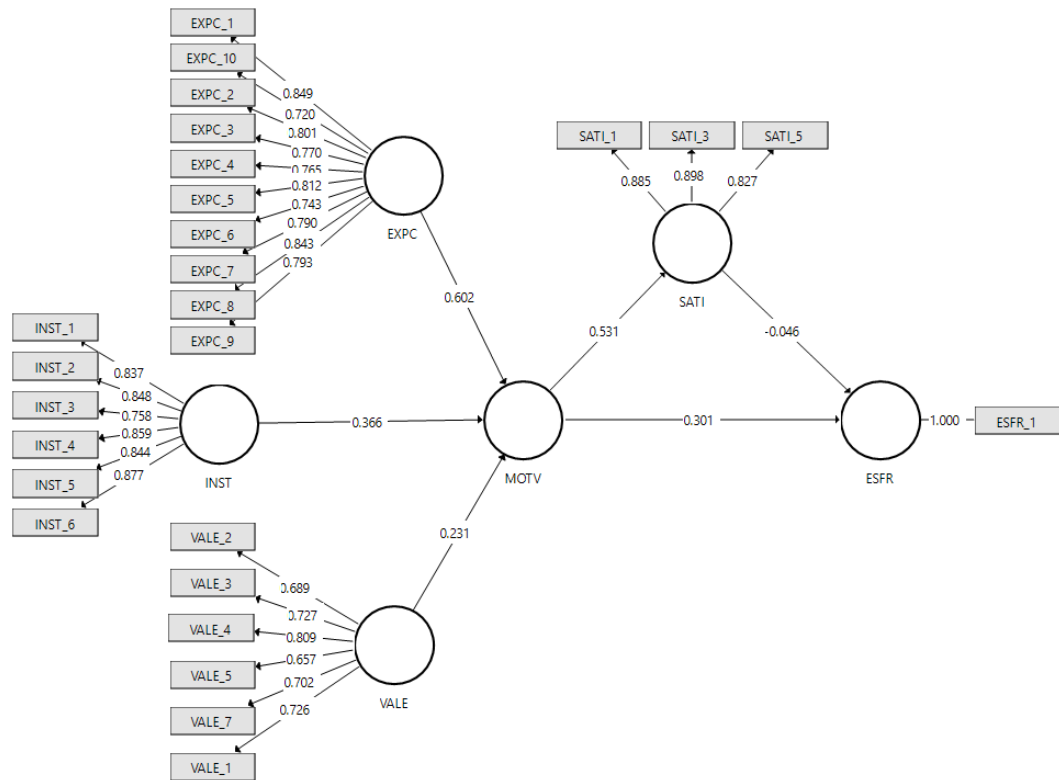 EXPC_1
EXPC_10
EXPC_2
EXPC_3
EXPC_4
EXPC_5
EXPC_6
EXPC_7
EXPC_8
EXPC_9
0.849
0.720
0.801
0.770
0.765
0.812
0.743
0.790
0.843
0.793
EXPC
SATI_1
SATI_3
SATI_5
0.885
0.898
0.827
SATI
0.602
0.531
-0.046
INST_1
INST_2
INST_3
INST_4
INST_5
INST_6
0.837
0.848
0.758
0.859
0.844
0.877
INST
0.366
MOTV
0.301
ESFR
1.000
ESFR_1
0.231
VALE_2
VALE_3
VALE_4
VALE_5
VALE_7
VALE_1
0.689
0.727
0.809
0.657
0.702
0.726
VALE